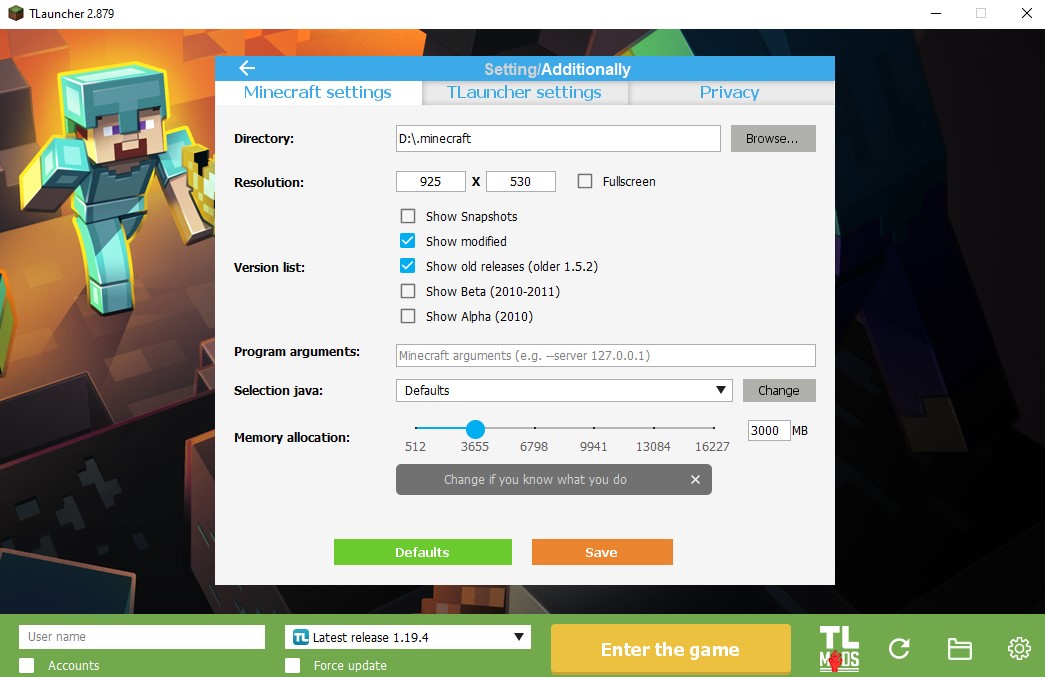 TLauncher 2.879
Setting/Additionally
Minecraft settings
TLauncher settings
Privacy
Directory:
D:\.minecraft
Browse...
Resolution:
925 X 530
Fullscreen
Version list:
Show Snapshots
Show modified
Show old releases (older 1.5.2)
Show Beta (2010-2011)
Show Alpha (2010)
Program arguments:
Minecraft arguments (e.g. --server 127.0.0.1)
Selection java:
Defaults
Change
Memory allocation:
512 3655 6798 9941 13084 16227
3000 MB
Change if you know what you do
Defaults
Save
User name
TL Latest release 1.19.4
Enter the game
TL
MODS
Accounts
Force update